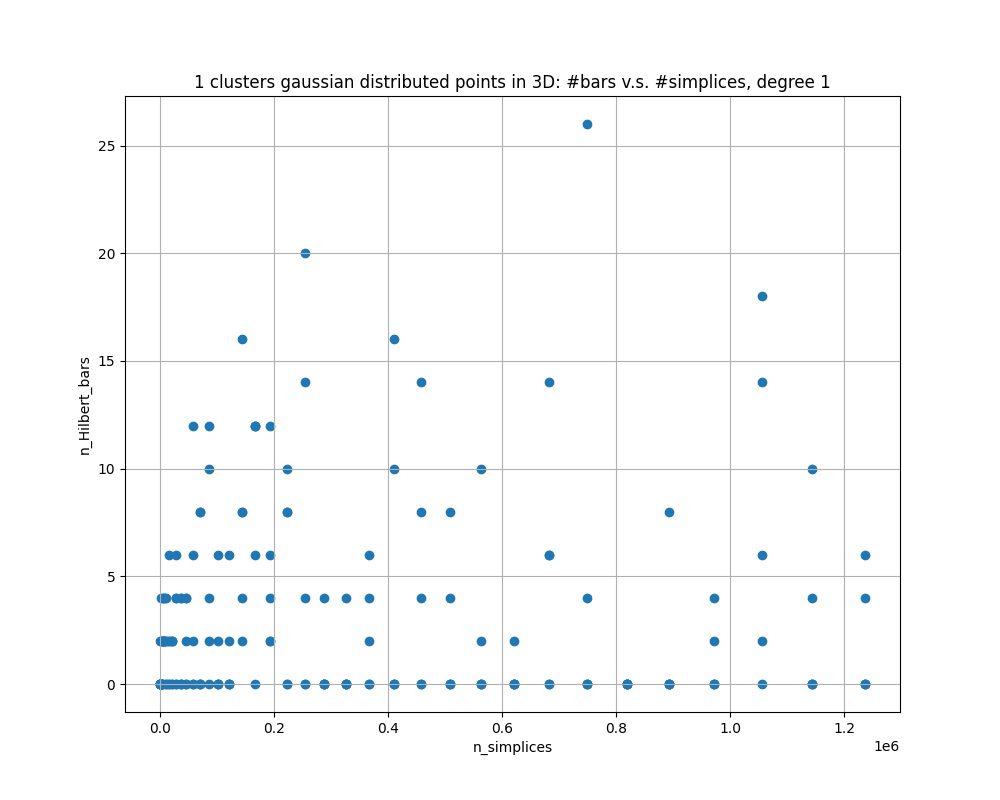 1 clusters gaussian distributed points in 3D: #bars v.s. #simplices, degree 1
n_Hilbert_bars
25
20
15
10
5
0
0.0 0.2 0.4 0.6 0.8 1.0 1.2
1e6
n_simplices